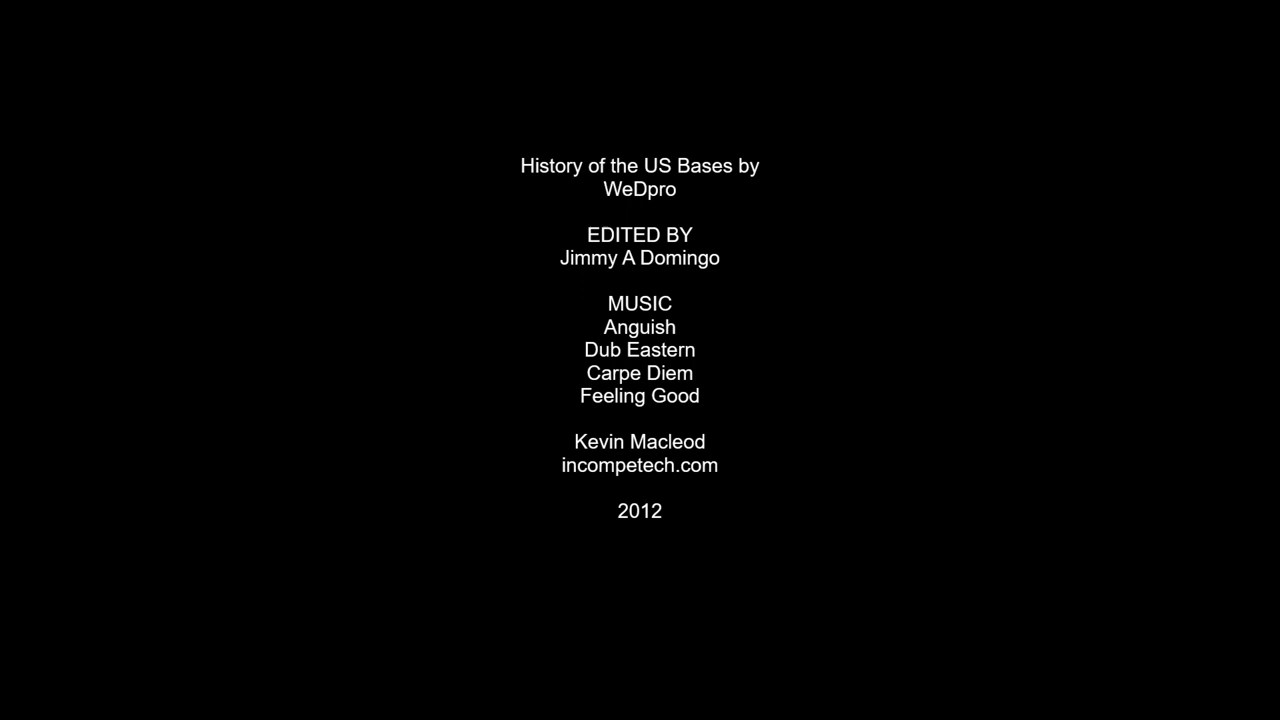 History of the US Bases by
WeDpro
EDITED BY
Jimmy A Domingo
MUSIC
Anguish
Dub Eastern
Carpe Diem
Feeling Good
Kevin Macleod
incompetech.com
2012